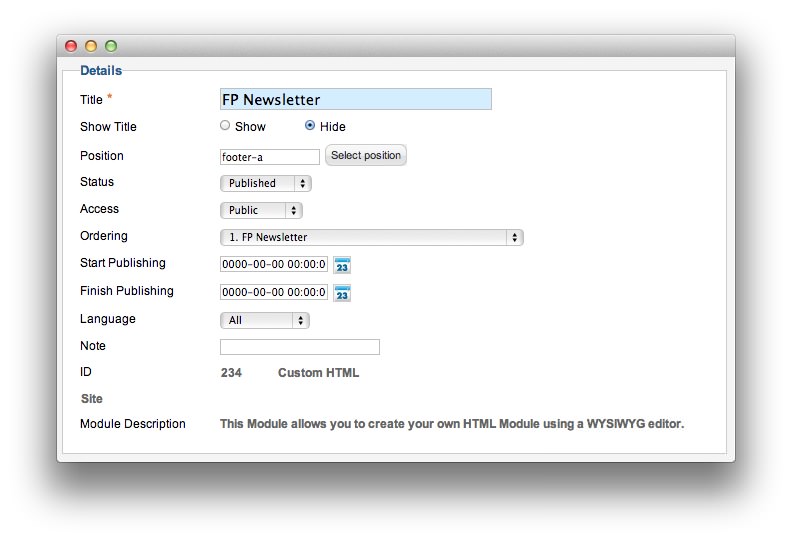 Details
Title * FP Newsletter
Show Title Show Hide
Position footer-a Select position
Status Published
Access Public
Ordering 1. FP Newsletter
Start Publishing 0000-00-00 00:00:0 23
Finish Publishing 0000-00-00 00:00:0 23
Language All
Note
ID 234 Custom HTML
Site
Module Description This Module allows you to create your own HTML Module using a WYSIWYG editor.